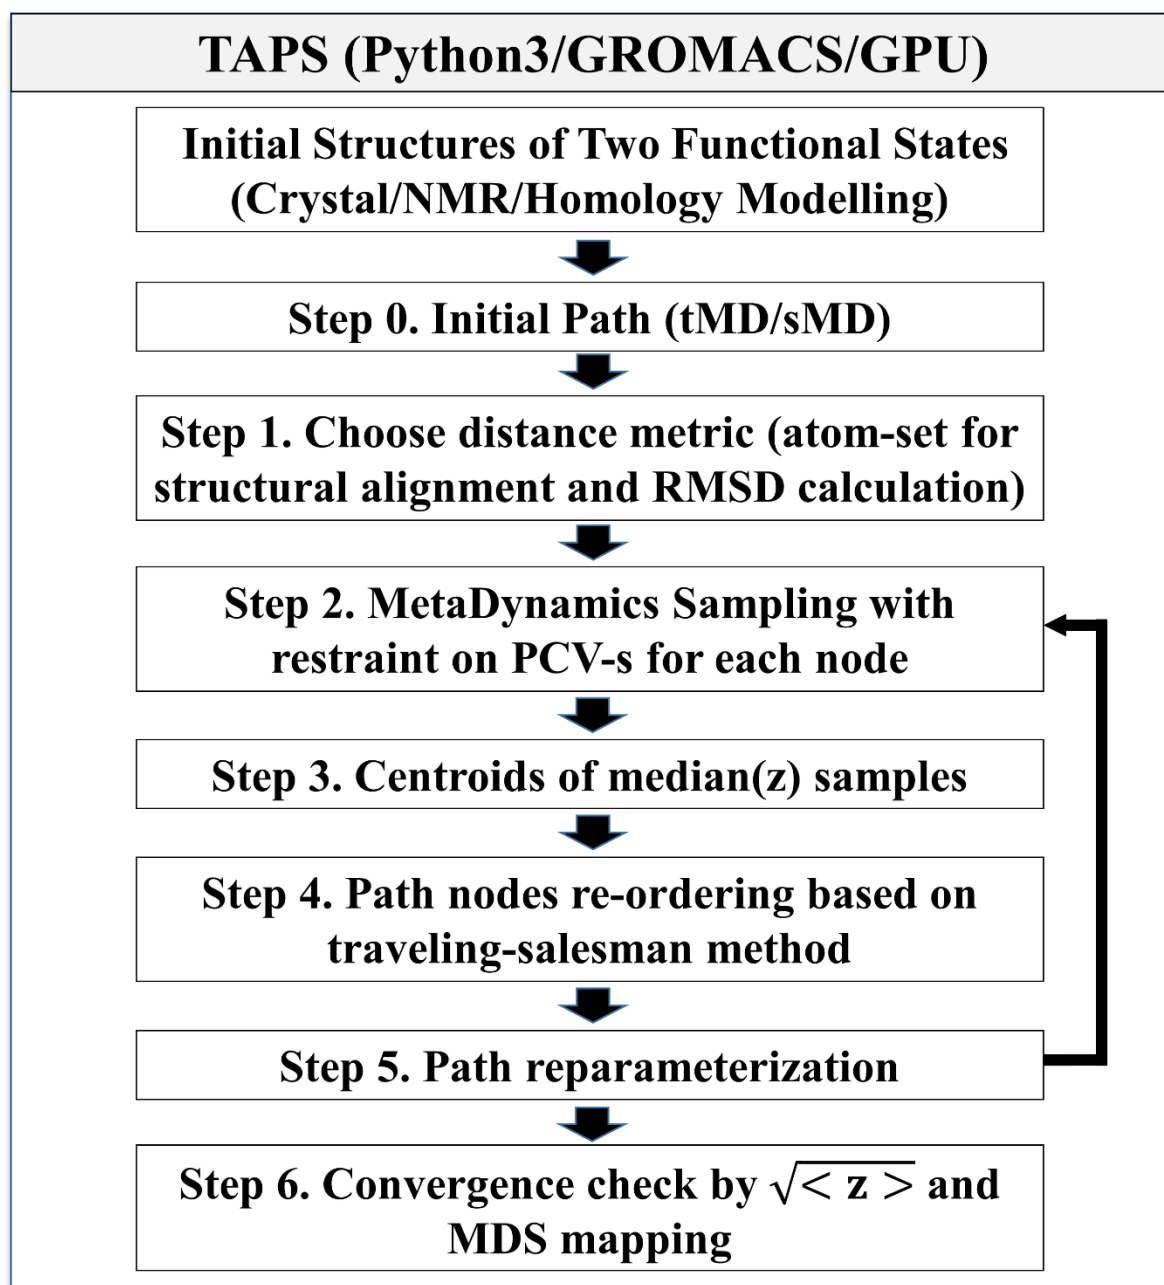 TAPS (Python3/GROMACS/GPU)
Initial Structures of Two Functional States
(Crystal/NMR/Homology Modelling)
Step 0. Initial Path (tMD/sMD)
Step 1. Choose distance metric (atom-set for
structural alignment and RMSD calculation)
Step 2. MetaDynamics Sampling with
restraint on PCV-s for each node
Step 3. Centroids of median(z) samples
Step 4. Path nodes re-ordering based on
traveling-salesman method
Step 5. Path reparameterization
Step 6. Convergence check by √< z > and
MDS mapping